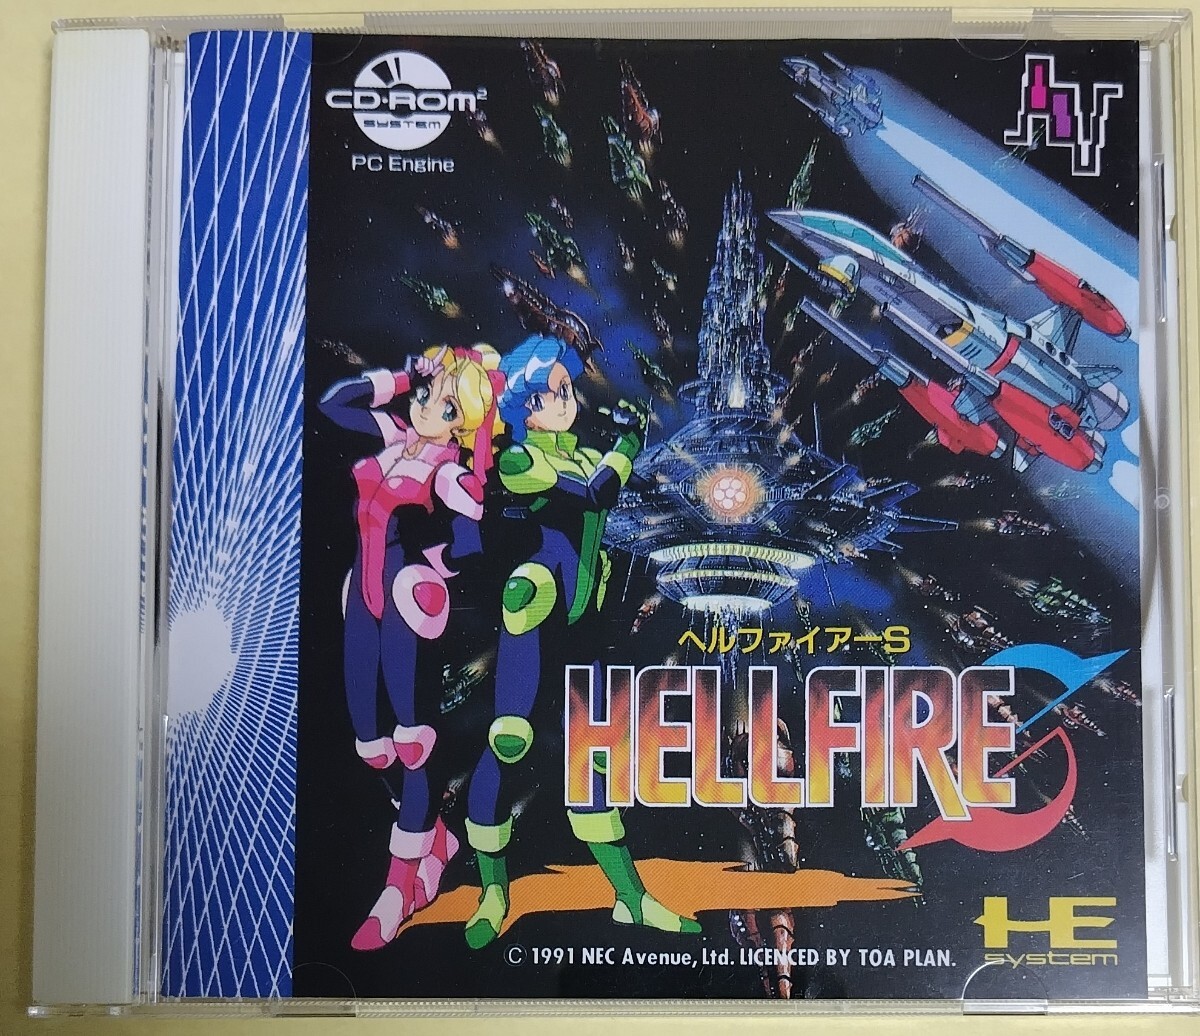 CD-ROM²
SYSTEM
PC Engine
AV
ヘルファイアーS
HELLFIRE S
© 1991 NEC Avenue, Ltd. LICENCED BY TOA PLAN.
HE
system